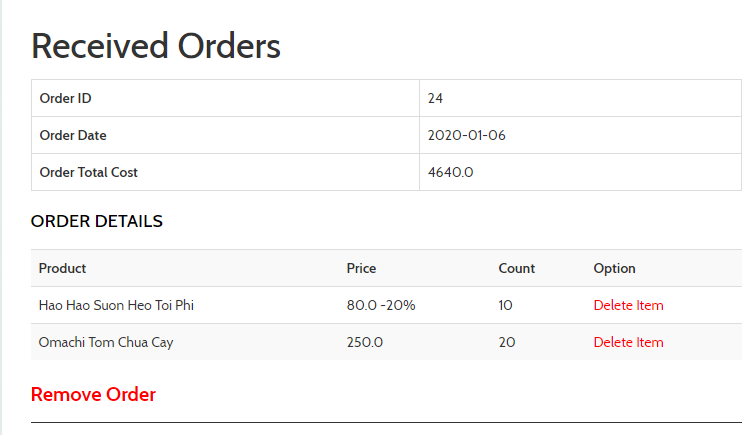 Received Orders
Order ID 24
Order Date 2020-01-06
Order Total Cost 4640.0
ORDER DETAILS
Product Price Count Option
Hao Hao Suon Heo Toi Phi 80.0 -20% 10 Delete Item
Omachi Tom Chua Cay 250.0 20 Delete Item
Remove Order